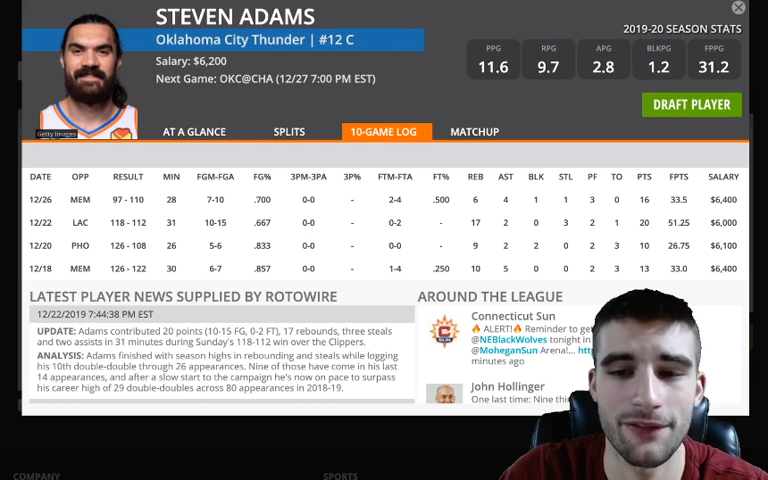 STEVEN ADAMS
Oklahoma City Thunder | #12 C
Salary: $6,200
Next Game: OKC@CHA (12/27 7:00 PM EST)
2019-20 SEASON STATS
PPG RPG APG BLKPG FPPG
11.6 9.7 2.8 1.2 31.2
DRAFT PLAYER
Getty Images
AT A GLANCE SPLITS 10-GAME LOG MATCHUP
DATE OPP RESULT MIN FGM-FGA FG% 3PM-3PA 3P% FTM-FTA FT% REB AST BLK STL PF TO PTS FPTS SALARY
12/26 MEM 97 - 110 28 7-10 .700 0-0 - 2-4 .500 6 4 1 1 3 0 16 33.5 $6,400
12/22 LAC 118 - 112 31 10-15 .667 0-0 - 0-2 - 17 2 0 3 2 1 20 51.25 $6,000
12/20 PHO 126 - 108 26 5-6 .833 0-0 - 0-0 - 9 2 2 0 2 3 10 26.75 $6,100
12/18 MEM 126 - 122 30 6-7 .857 0-0 - 1-4 .250 10 5 0 0 2 3 13 33.0 $6,400
LATEST PLAYER NEWS SUPPLIED BY ROTOWIRE
12/22/2019 7:44:38 PM EST
UPDATE: Adams contributed 20 points (10-15 FG, 0-2 FT), 17 rebounds, three steals
and two assists in 31 minutes during Sunday's 118-112 win over the Clippers.
ANALYSIS: Adams finished with season highs in rebounding and steals while logging
his 10th double-double through 26 appearances. Nine of those have come in his last
14 appearances, and after a slow start to the campaign he's now on pace to surpass
his career high of 29 double-doubles across 80 appearances in 2018-19.
AROUND THE LEAGUE
Connecticut Sun
🔥 ALERT!🔥 Reminder to get
@NEBlackWolves tonight in
@MoheganSun Arena!... htt
minutes ago
John Hollinger
One last time: Nine thin
COMPANY SPORTS